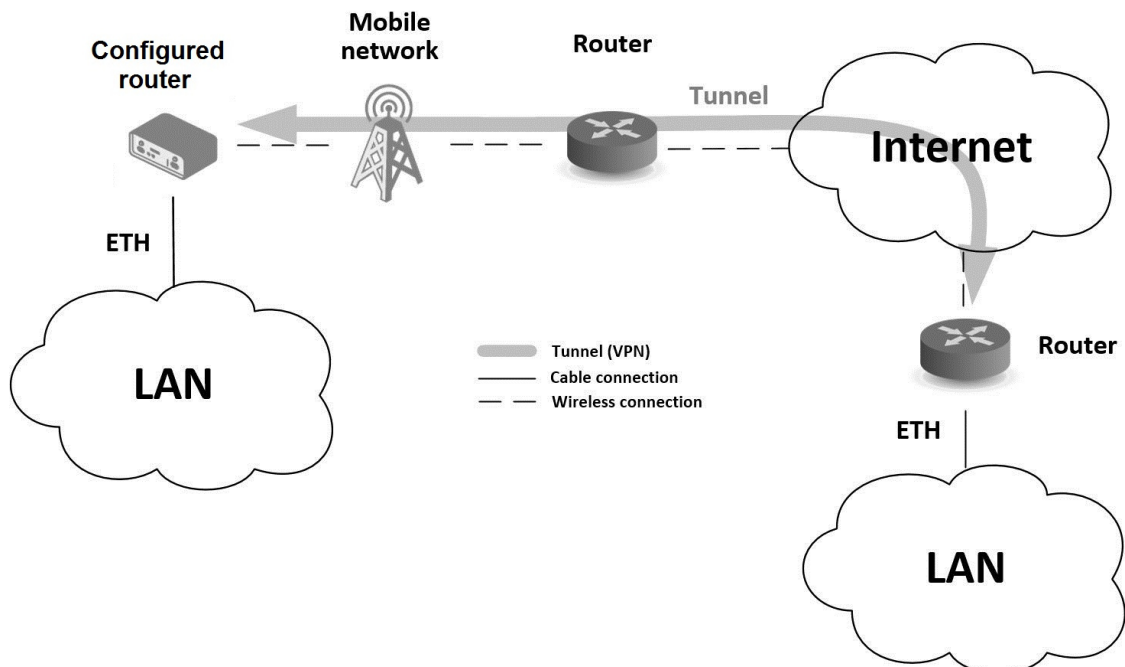 Mobile
network
Configured
router
Router
Tunnel
Internet
ETH
LAN
Tunnel (VPN)
Cable connection
Wireless connection
Router
ETH
LAN